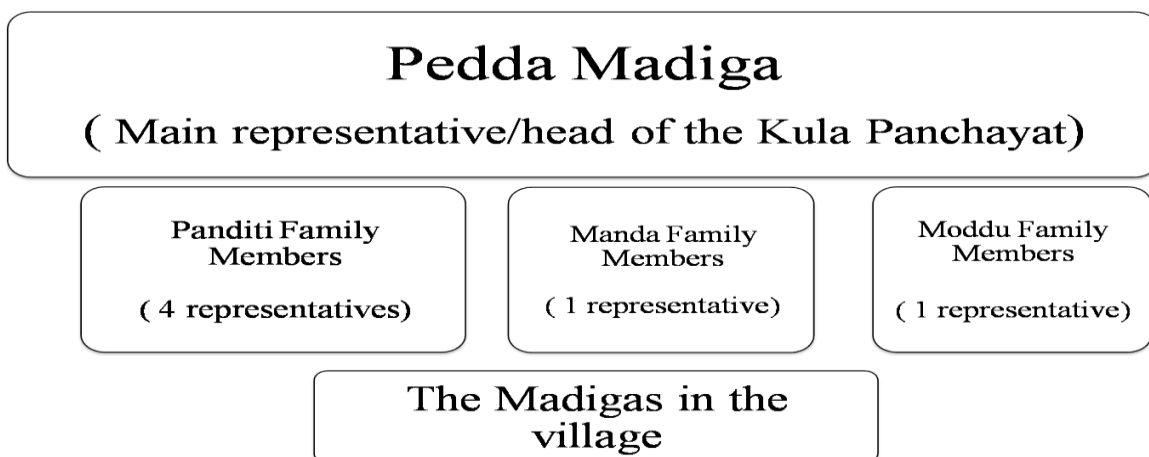 Pedda Madiga
( Main representative/head of the Kula Panchayat)
Panditi Family
Members
( 4 representatives)
Manda Family
Members
( 1 representative)
Moddu Family
Members
( 1 representative)
The Madigas in the
village